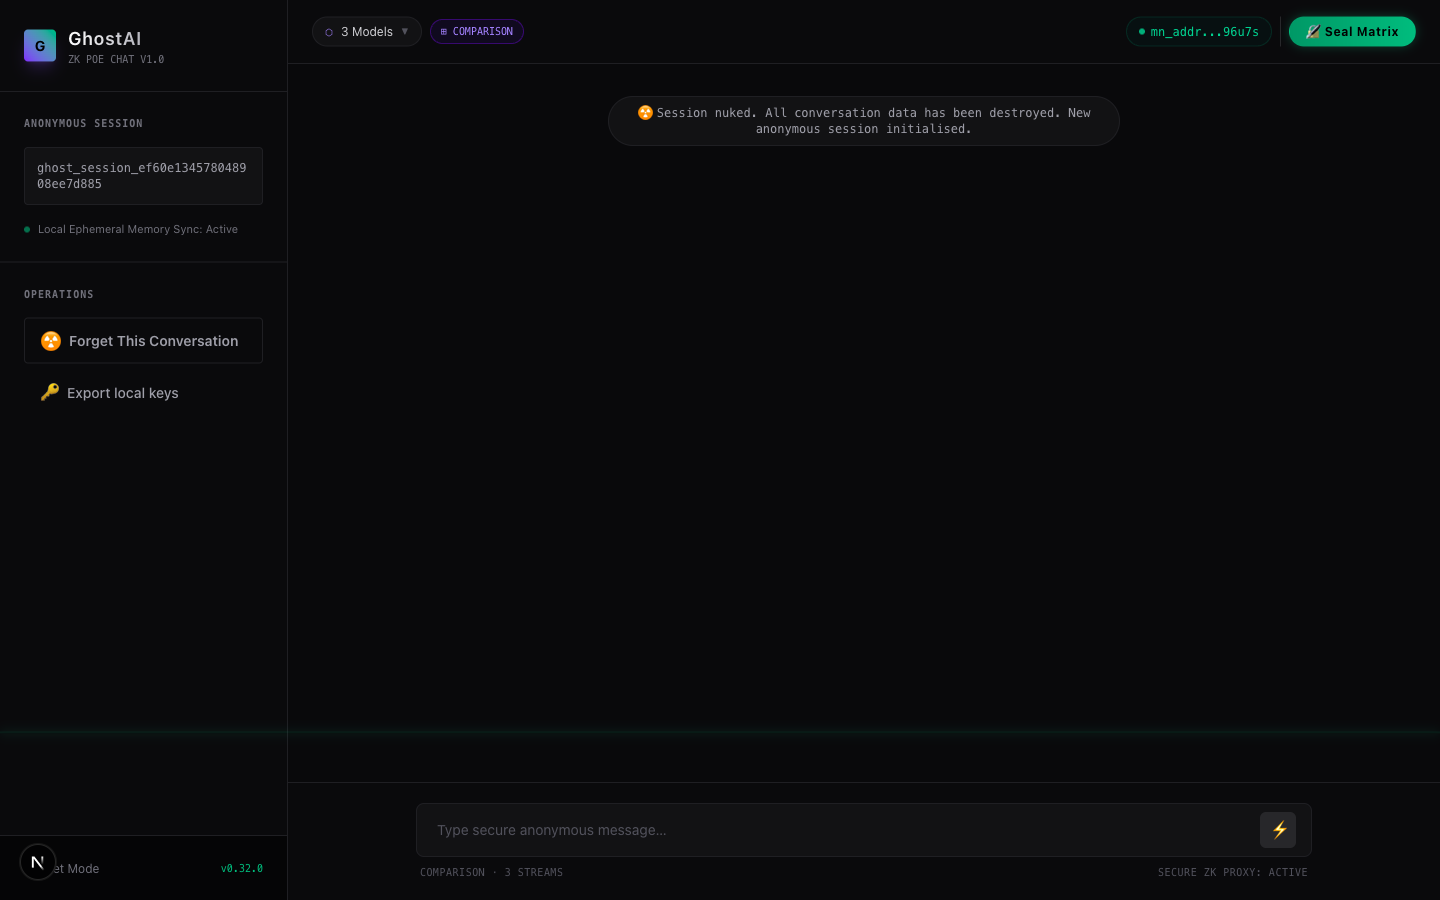 G
GhostAI
ZK POE CHAT V1.0
ANONYMOUS SESSION
ghost_session_ef60e1345780489
08ee7d885
Local Ephemeral Memory Sync: Active
OPERATIONS
Forget This Conversation
Export local keys
N
et Mode
v0.32.0
3 Models
COMPARISON
mn_addr...96u7s
Seal Matrix
Session nuked. All conversation data has been destroyed. New
anonymous session initialised.
Type secure anonymous message...
COMPARISON · 3 STREAMS
SECURE ZK PROXY: ACTIVE